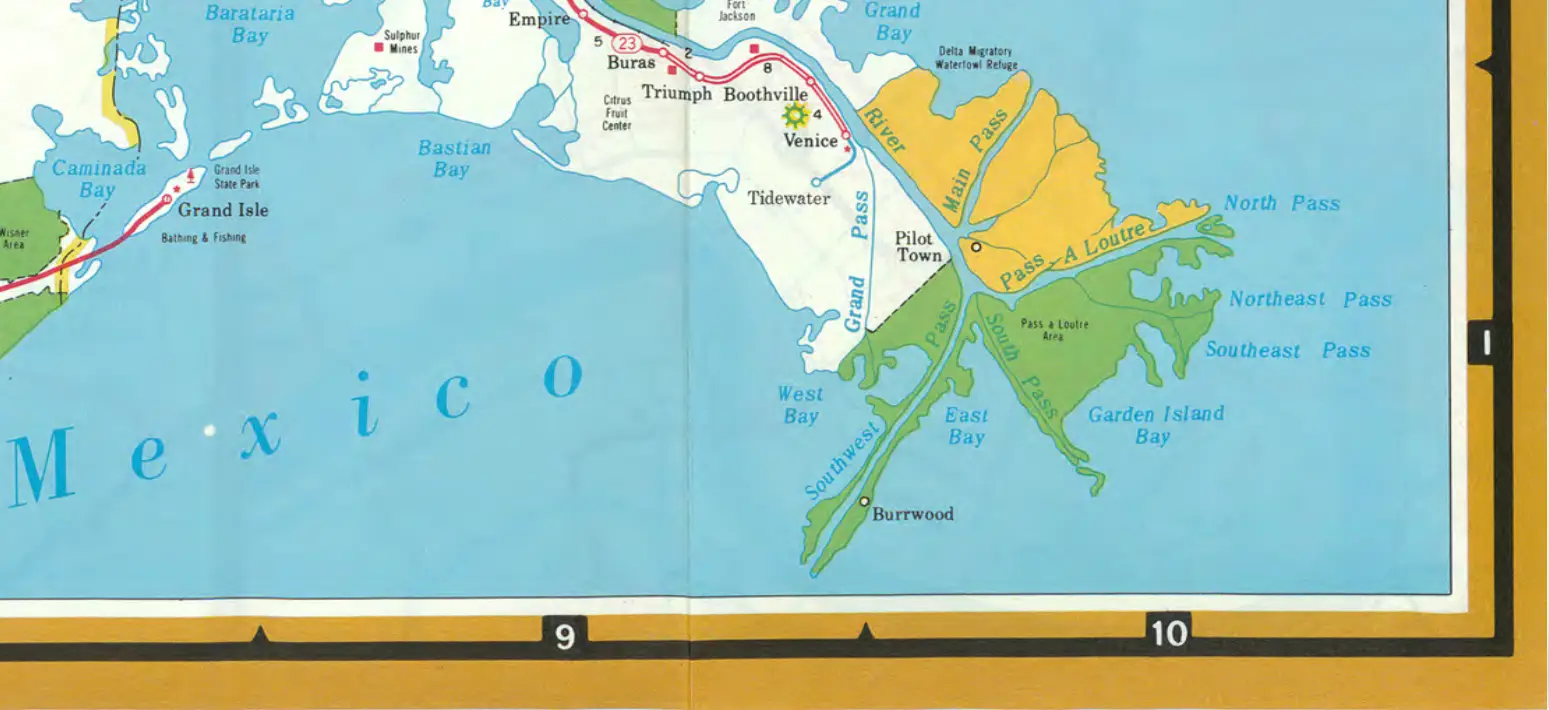 Barataria
Bay
Bay
Empire
Fort
Jackson
Grand
Bay
Sulphur
Mines
5
23
2
Buras
8
Delta Migratory
Waterfowl Refuge
Triumph
Boothville
Citrus
Fruit
Center
4
Venice
River
Main Pass
Caminada
Bay
Bastian
Bay
Grand Isle
State Park
Grand Isle
Bathing & Fishing
Wisner
Area
Tidewater
Grand Pass
Pilot
Town
North Pass
Pass A Loutre
Northeast Pass
Pass a Loutre
Area
Southeast Pass
South Pass
Southwest Pass
West
Bay
East
Bay
Garden Island
Bay
Mexico
Burrwood
I
9
10